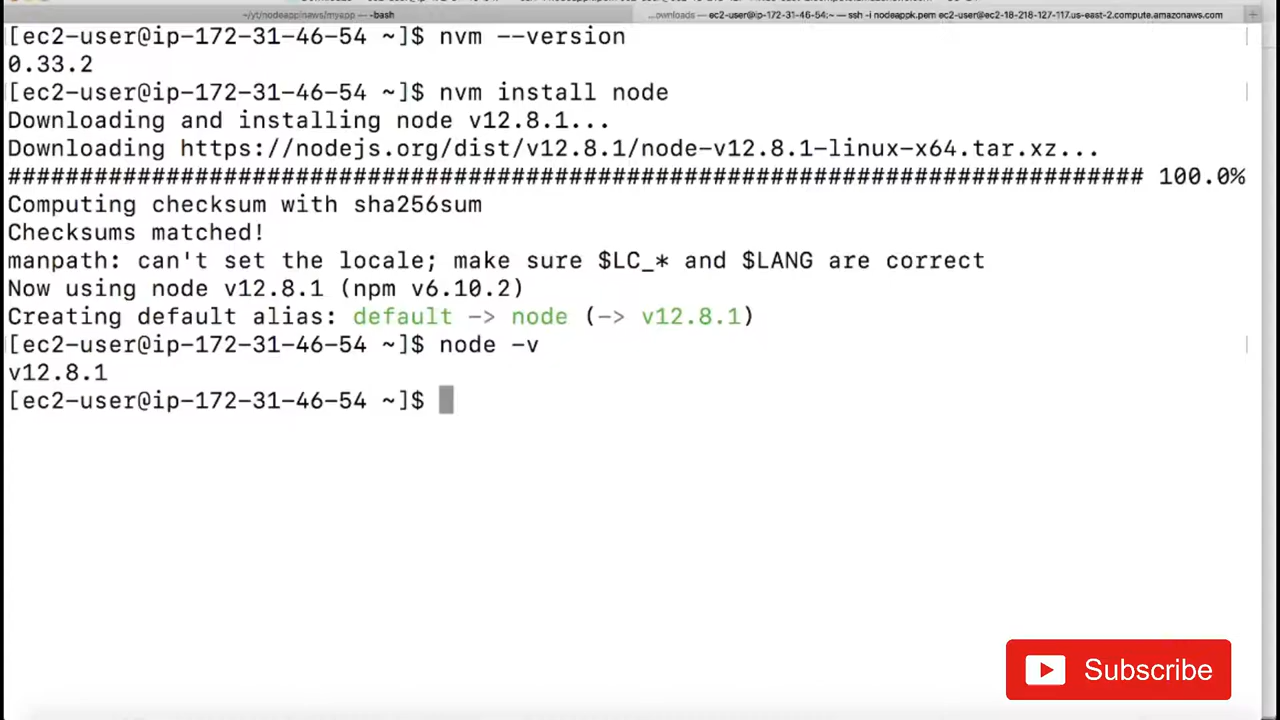 ~/yt/nodeappinaws/myapp — -bash
...ownloads — ec2-user@ip-172-31-46-54:~ — ssh -i nodeappk.pem ec2-user@ec2-18-218-127-117.us-east-2.compute.amazonaws.com
[ec2-user@ip-172-31-46-54 ~]$ nvm --version
0.33.2
[ec2-user@ip-172-31-46-54 ~]$ nvm install node
Downloading and installing node v12.8.1...
Downloading https://nodejs.org/dist/v12.8.1/node-v12.8.1-linux-x64.tar.xz...
############################################################################### 100.0%
Computing checksum with sha256sum
Checksums matched!
manpath: can't set the locale; make sure $LC_* and $LANG are correct
Now using node v12.8.1 (npm v6.10.2)
Creating default alias: default -> node (-> v12.8.1)
[ec2-user@ip-172-31-46-54 ~]$ node -v
v12.8.1
[ec2-user@ip-172-31-46-54 ~]$
Subscribe